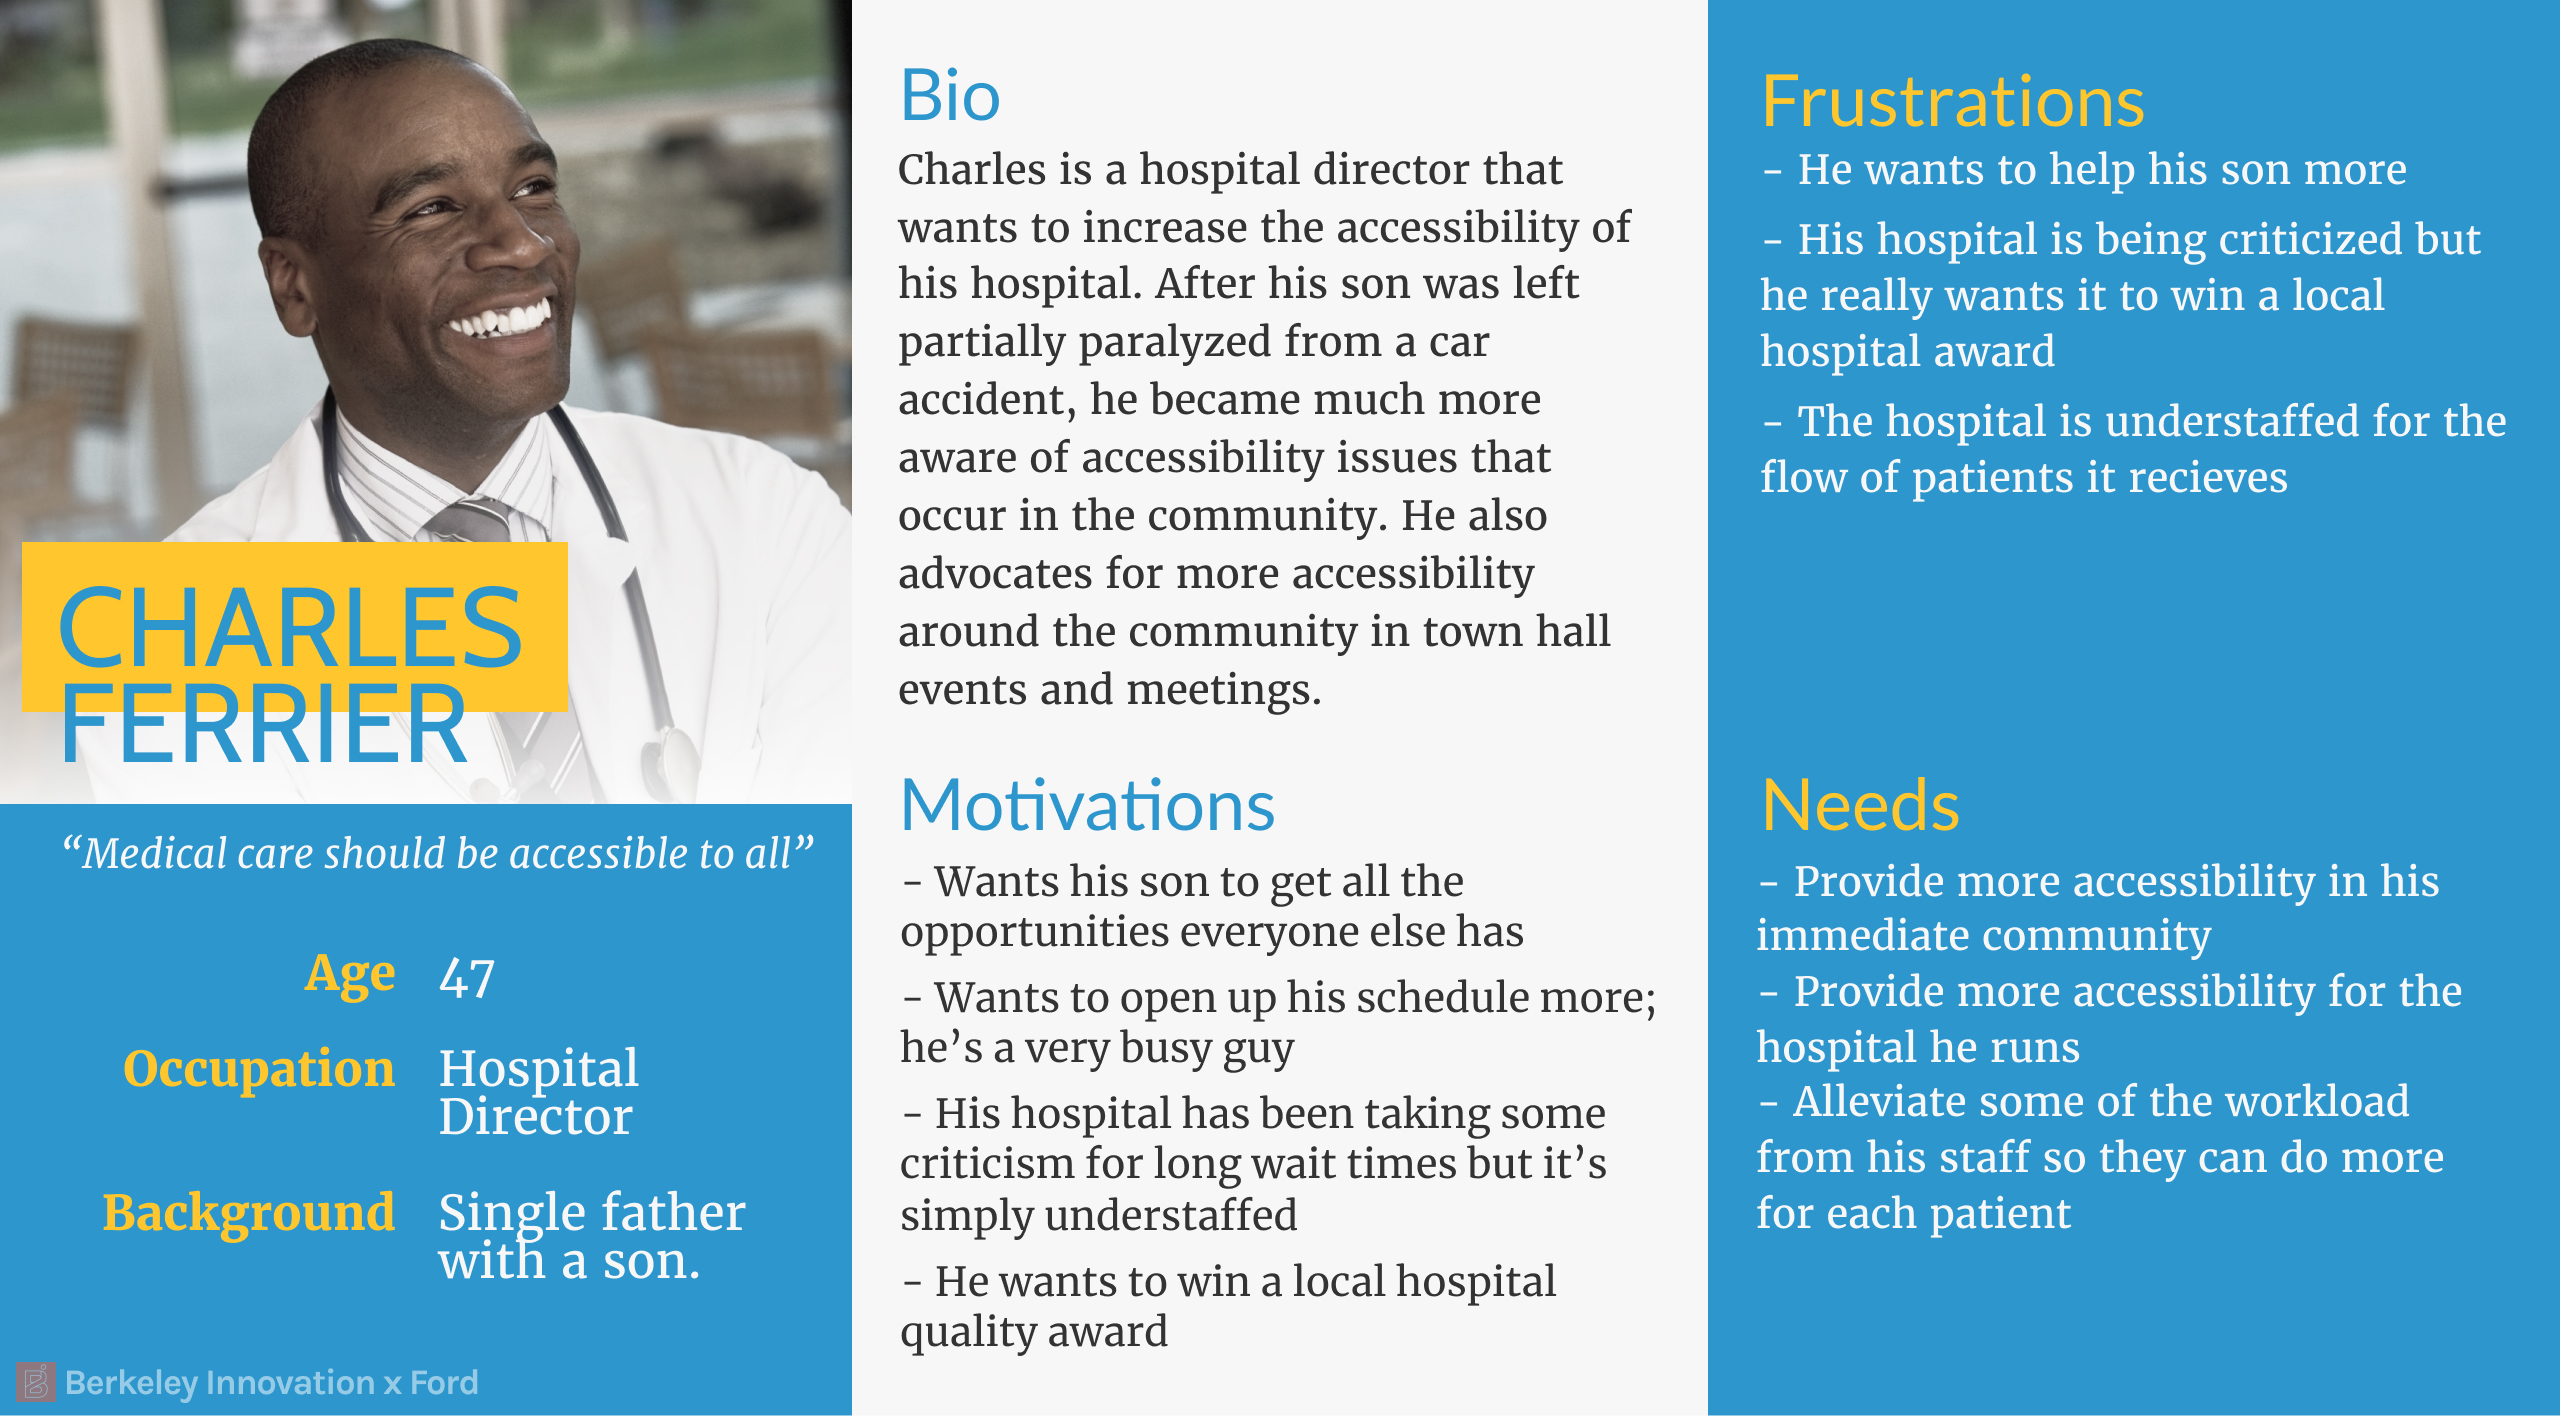 CHARLES
FERRIER
“Medical care should be accessible to all”
Age 47
Occupation Hospital
Director
Background Single father
with a son.
Berkeley Innovation x Ford
Bio
Charles is a hospital director that
wants to increase the accessibility of
his hospital. After his son was left
partially paralyzed from a car
accident, he became much more
aware of accessibility issues that
occur in the community. He also
advocates for more accessibility
around the community in town hall
events and meetings.
Motivations
- Wants his son to get all the
opportunities everyone else has
- Wants to open up his schedule more;
he’s a very busy guy
- His hospital has been taking some
criticism for long wait times but it’s
simply understaffed
- He wants to win a local hospital
quality award
Frustrations
- He wants to help his son more
- His hospital is being criticized but
he really wants it to win a local
hospital award
- The hospital is understaffed for the
flow of patients it recieves
Needs
- Provide more accessibility in his
immediate community
- Provide more accessibility for the
hospital he runs
- Alleviate some of the workload
from his staff so they can do more
for each patient